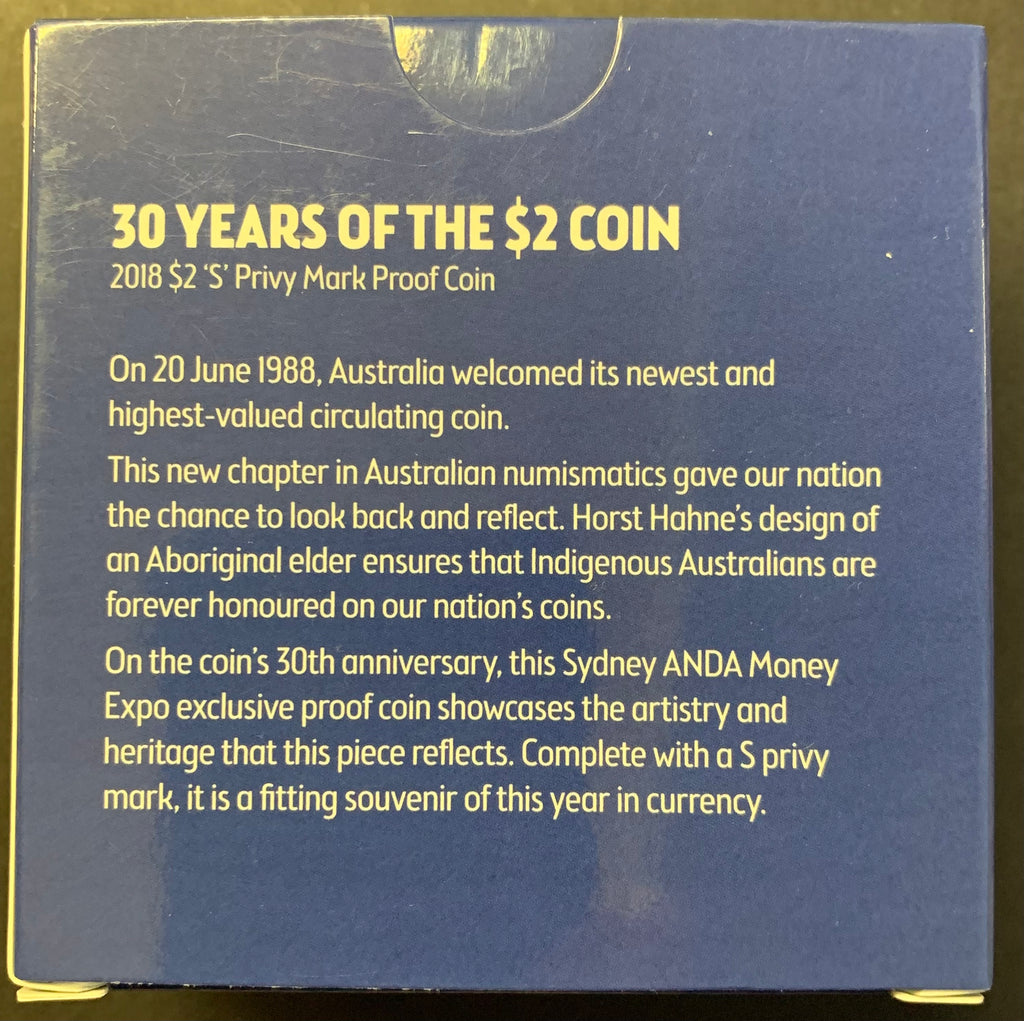 30 YEARS OF THE $2 COIN
2018 $2 ‘S’ Privy Mark Proof Coin
On 20 June 1988, Australia welcomed its newest and
highest-valued circulating coin.
This new chapter in Australian numismatics gave our nation
the chance to look back and reflect. Horst Hahne’s design of
an Aboriginal elder ensures that Indigenous Australians are
forever honoured on our nation’s coins.
On the coin’s 30th anniversary, this Sydney ANDA Money
Expo exclusive proof coin showcases the artistry and
heritage that this piece reflects. Complete with a S privy
mark, it is a fitting souvenir of this year in currency.